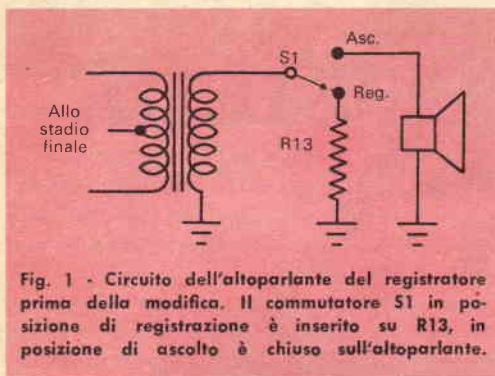 Asc.
S1
Allo
stadio
finale
Reg.
R13
Fig. 1 - Circuito dell'altoparlante del registratore
prima della modifica. Il commutatore S1 in po-
sizione di registrazione è inserito su R13, in
posizione di ascolto è chiuso sull'altoparlante.